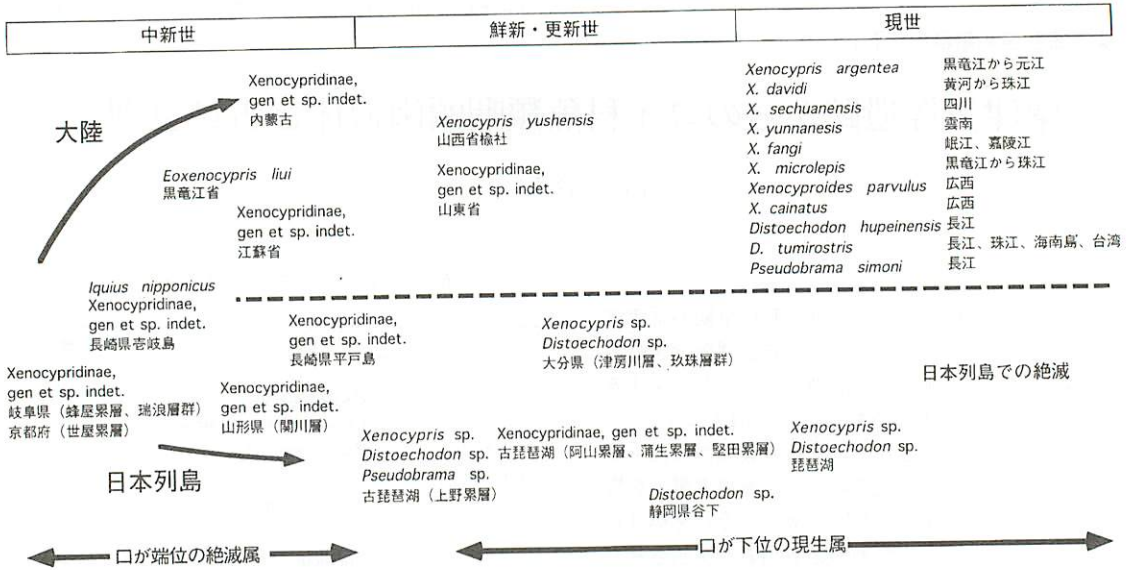 中新世
鮮新・更新世
現世
大陸
Xenocypridinae,
gen et sp. indet.
内蒙古
Eoxenocypris liui
黒竜江省
Xenocypridinae,
gen et sp. indet.
江蘇省
Iquius nipponicus
Xenocypridinae,
gen et sp. indet.
長崎県壱岐島
Xenocypris yushensis
山西省楡社
Xenocypridinae,
gen et sp. indet.
山東省
Xenocypris argentea 黒竜江から元江
X. davidi 黄河から珠江
X. sechuanensis 四川
X. yunnanesis 雲南
X. fangi 岷江、嘉陵江
X. microlepis 黒竜江から珠江
Xenocyproides parvulus 広西
X. cainatus 広西
Distoechodon hupeinensis 長江
D. tumirostris 長江、珠江、海南島、台湾
Pseudobrama simoni 長江
Xenocypridinae,
gen et sp. indet.
長崎県平戸島
Xenocypris sp.
Distoechodon sp.
大分県（津房川層、玖珠層群）
日本列島での絶滅
Xenocypridinae,
gen et sp. indet.
岐阜県（蜂屋累層、瑞浪層群）
京都府（世屋累層）
Xenocypridinae,
gen et sp. indet.
山形県（関川層）
日本列島
Xenocypris sp.
Distoechodon sp.
Pseudobrama sp.
古琵琶湖（上野累層）
Xenocypridinae, gen et sp. indet.
古琵琶湖（阿山累層、蒲生累層、堅田累層）
Xenocypris sp.
Distoechodon sp.
琵琶湖
Distoechodon sp.
静岡県谷下
口が端位の絶滅属
口が下位の現生属